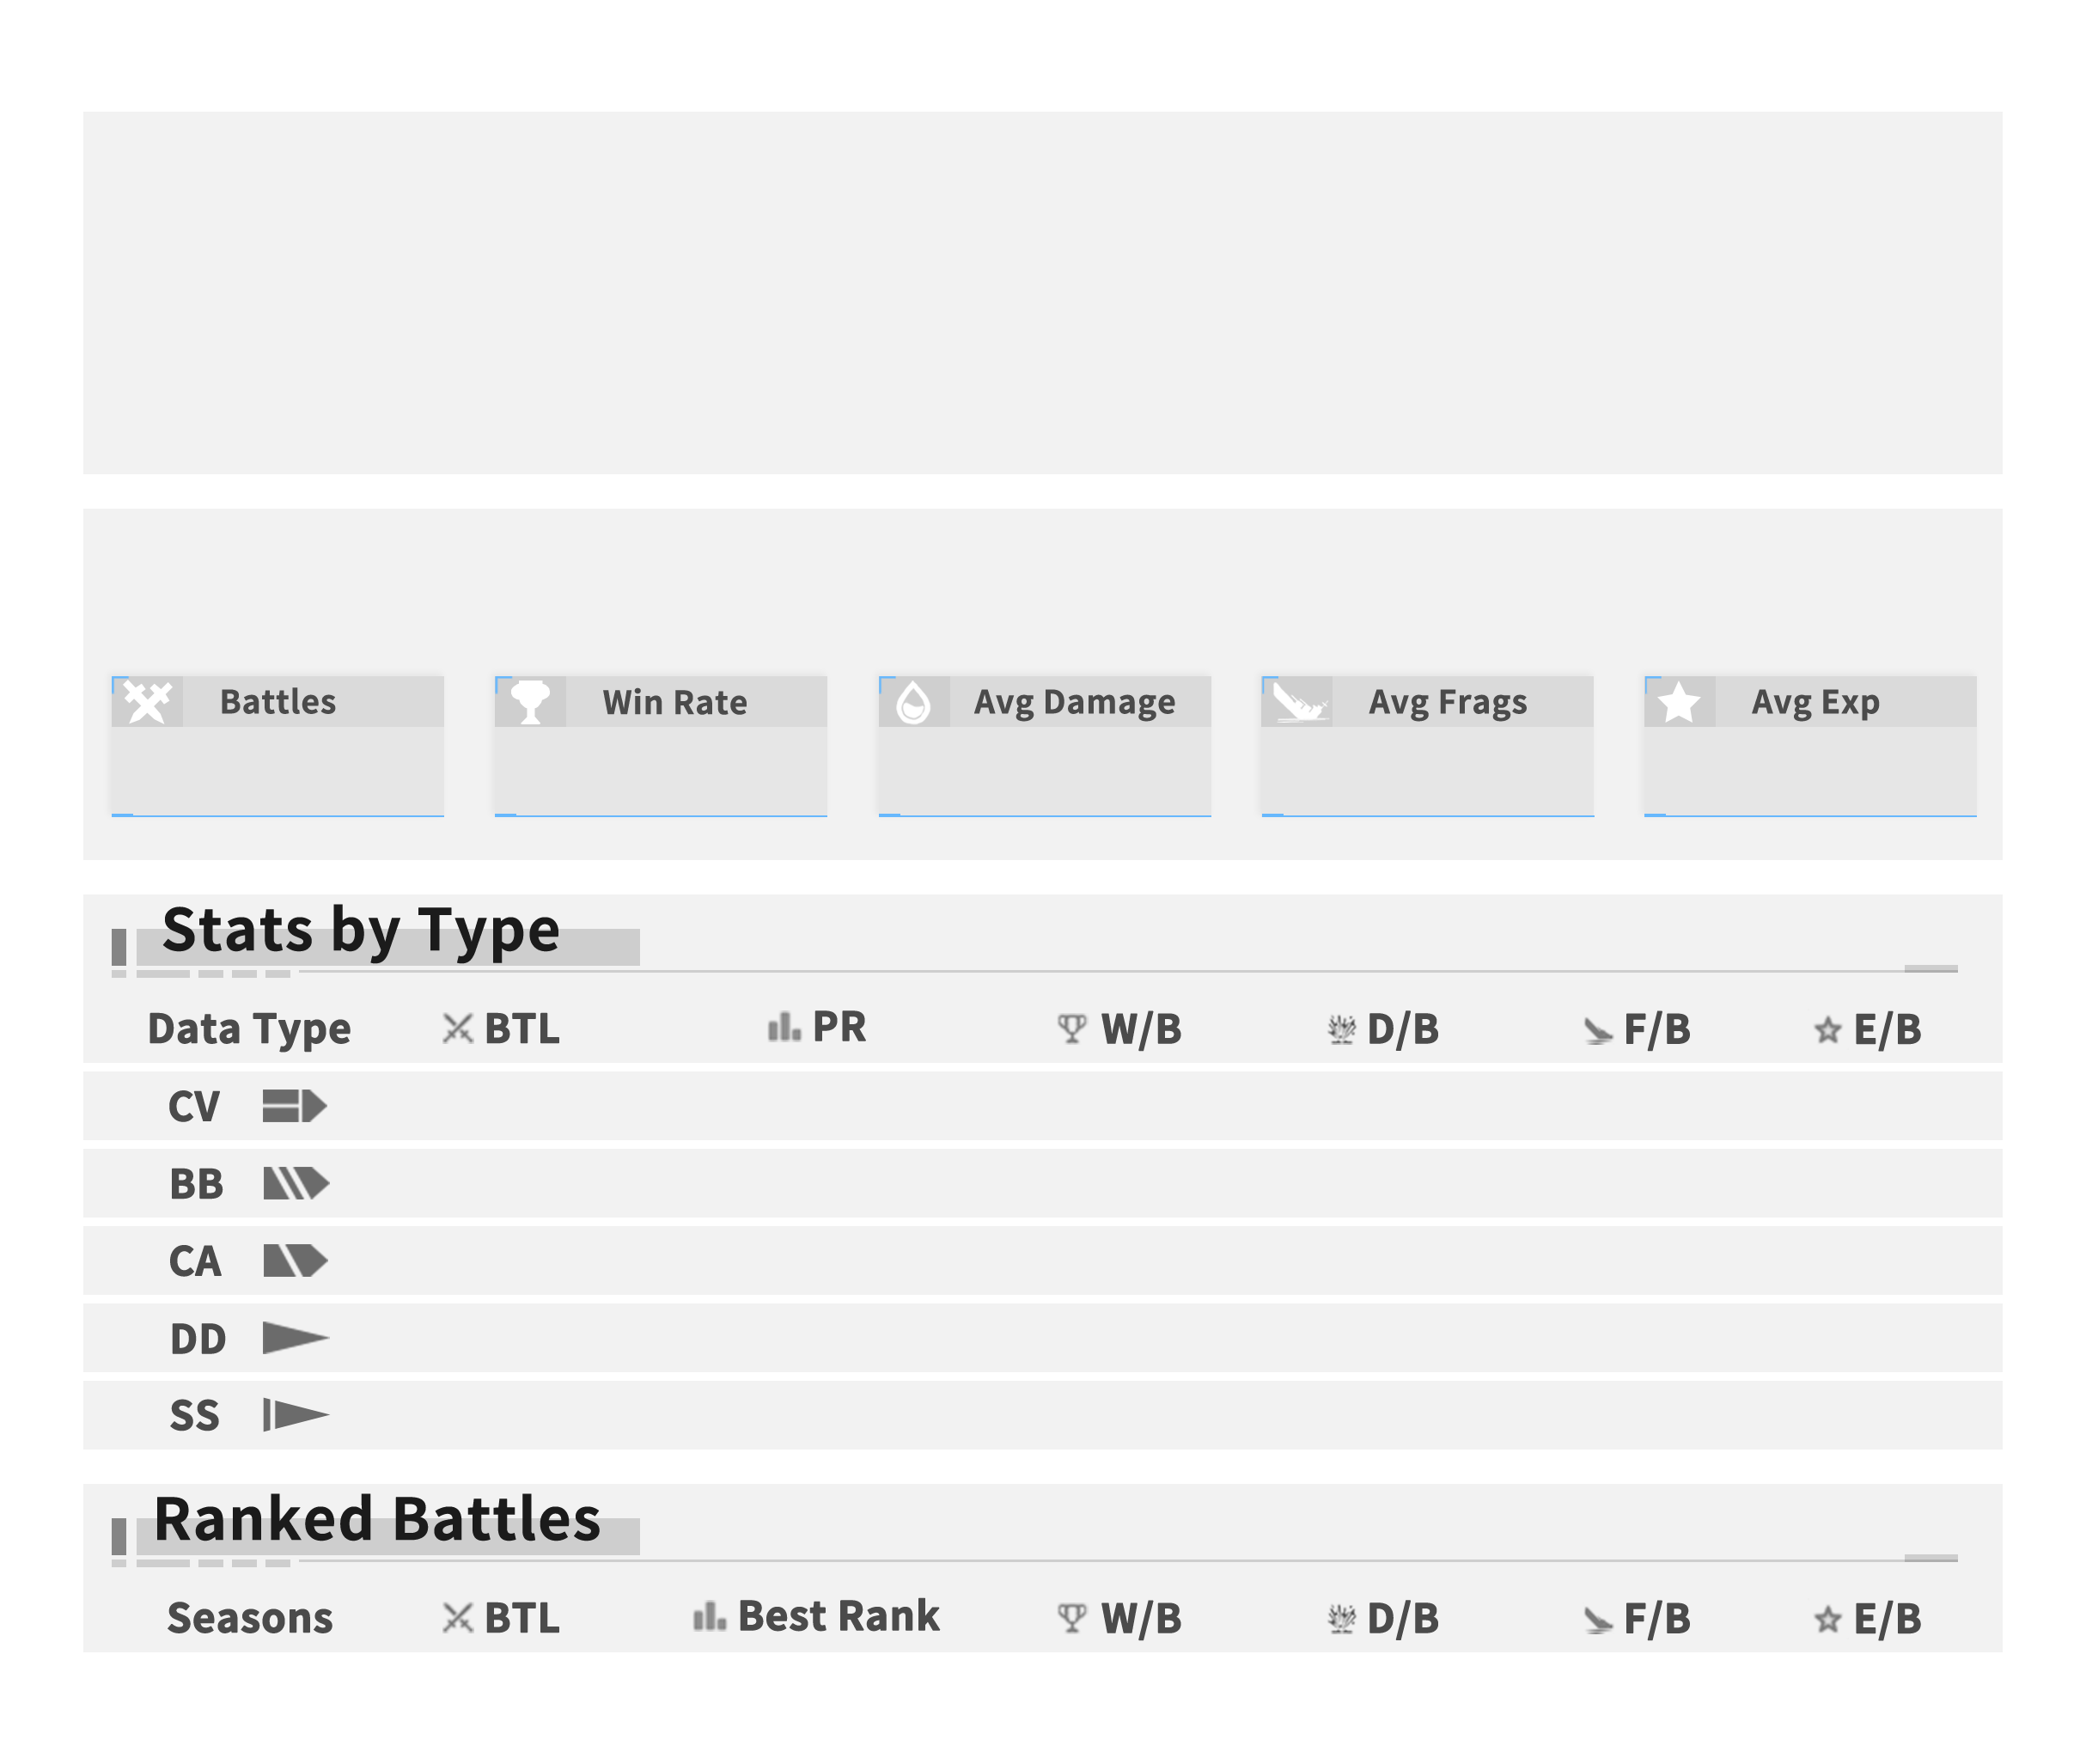 Battles Win Rate Avg Damage Avg Frags Avg Exp
Stats by Type
Data Type BTL PR W/B D/B F/B E/B
CV
BB
CA
DD
SS
Ranked Battles
Seasons BTL Best Rank W/B D/B F/B E/B